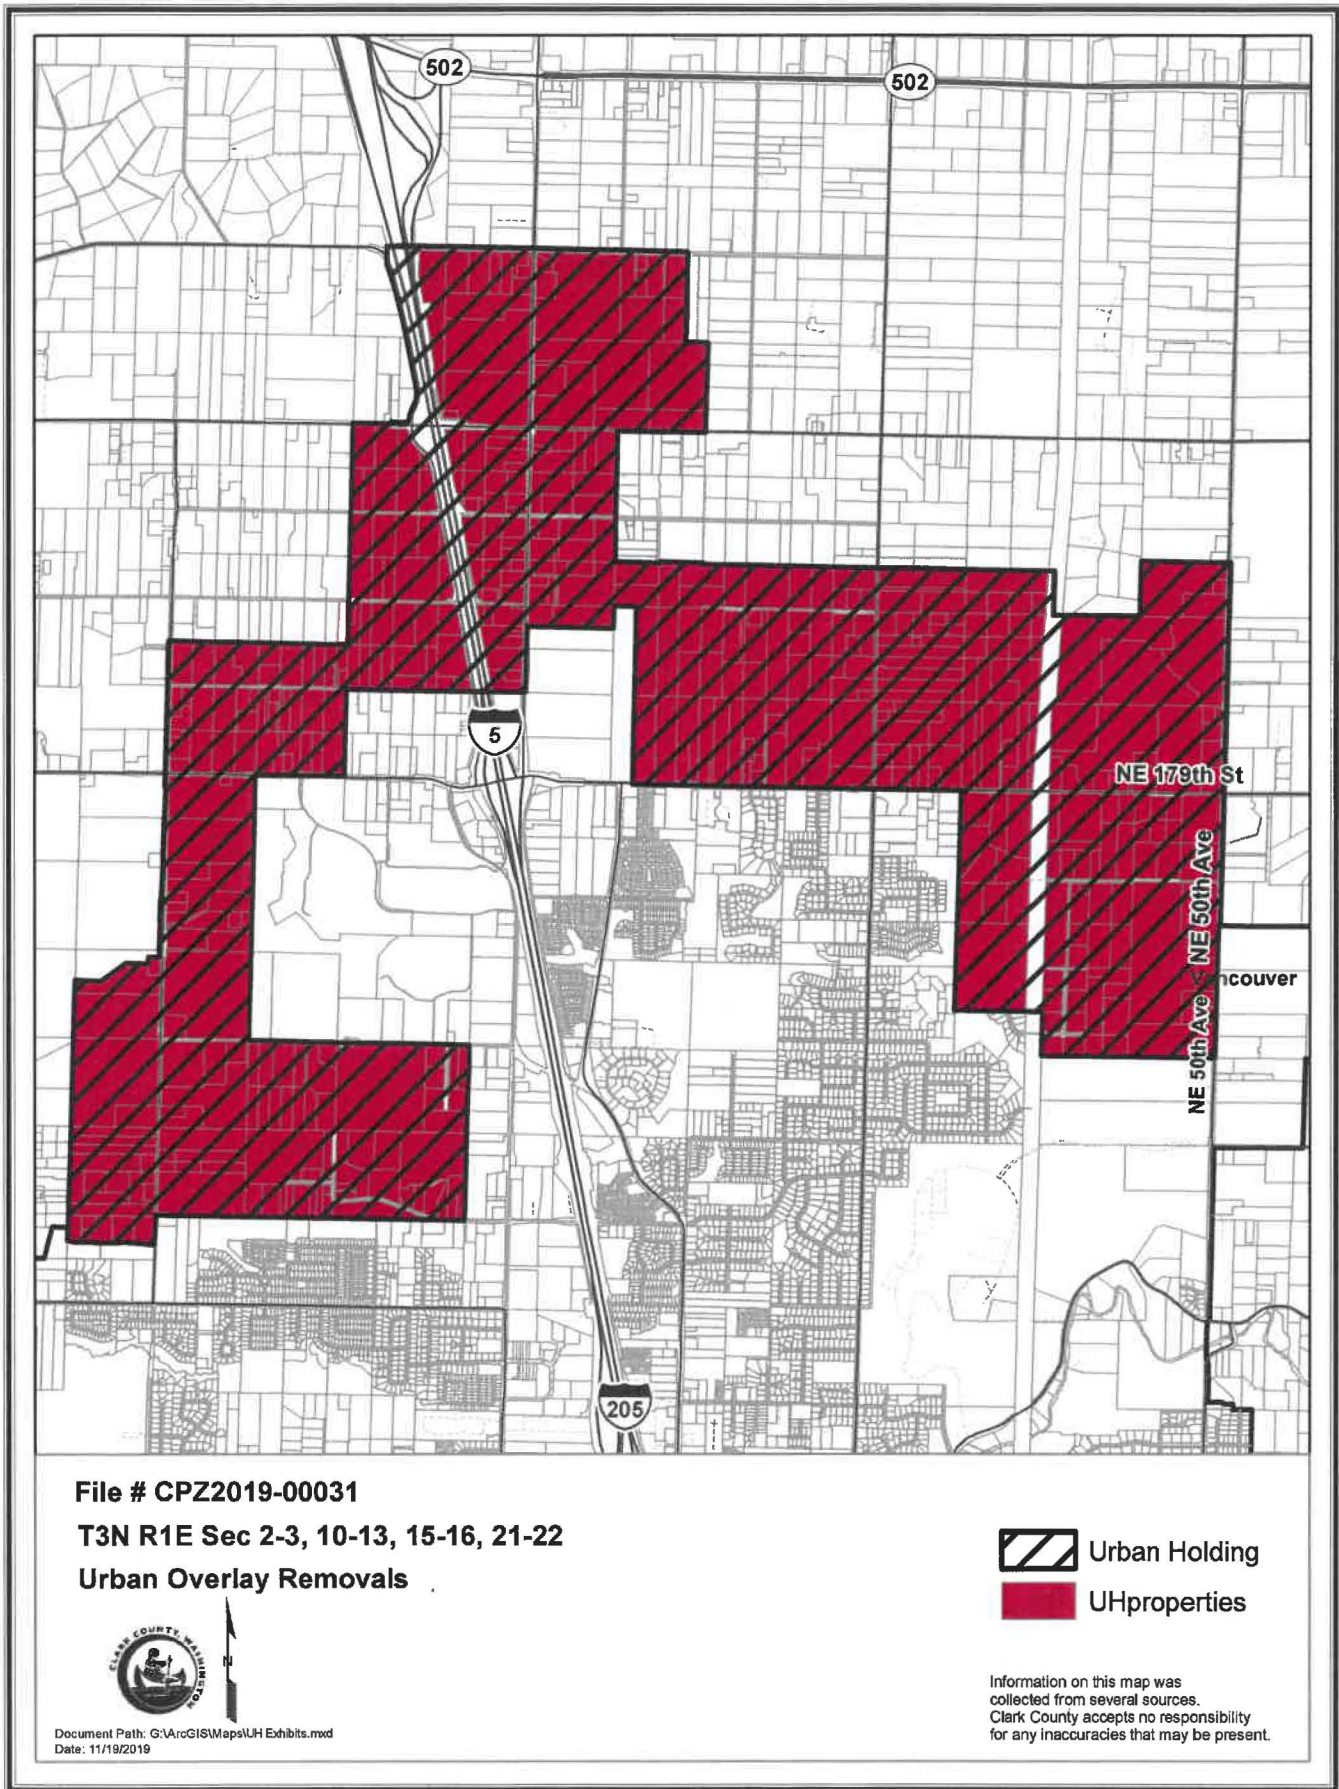 502
502
5
NE 179th St
NE 50th Ave
NE 50th Ave
ncouver
205
File # CPZ2019-00031
T3N R1E Sec 2-3, 10-13, 15-16, 21-22
Urban Overlay Removals
Urban Holding
UHproperties
CLARK COUNTY, WASHINGTON
N
Information on this map was
collected from several sources.
Clark County accepts no responsibility
for any inaccuracies that may be present.
Document Path: G:\ArcGIS\Maps\UH Exhibits.mxd
Date: 11/19/2019